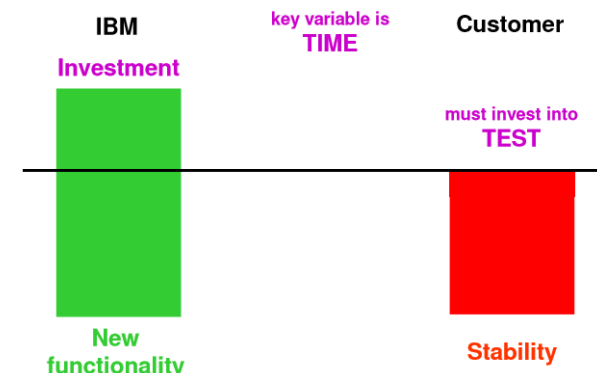 IBM
key variable is
TIME
Customer
Investment
must invest into
TEST
New
functionality
Stability